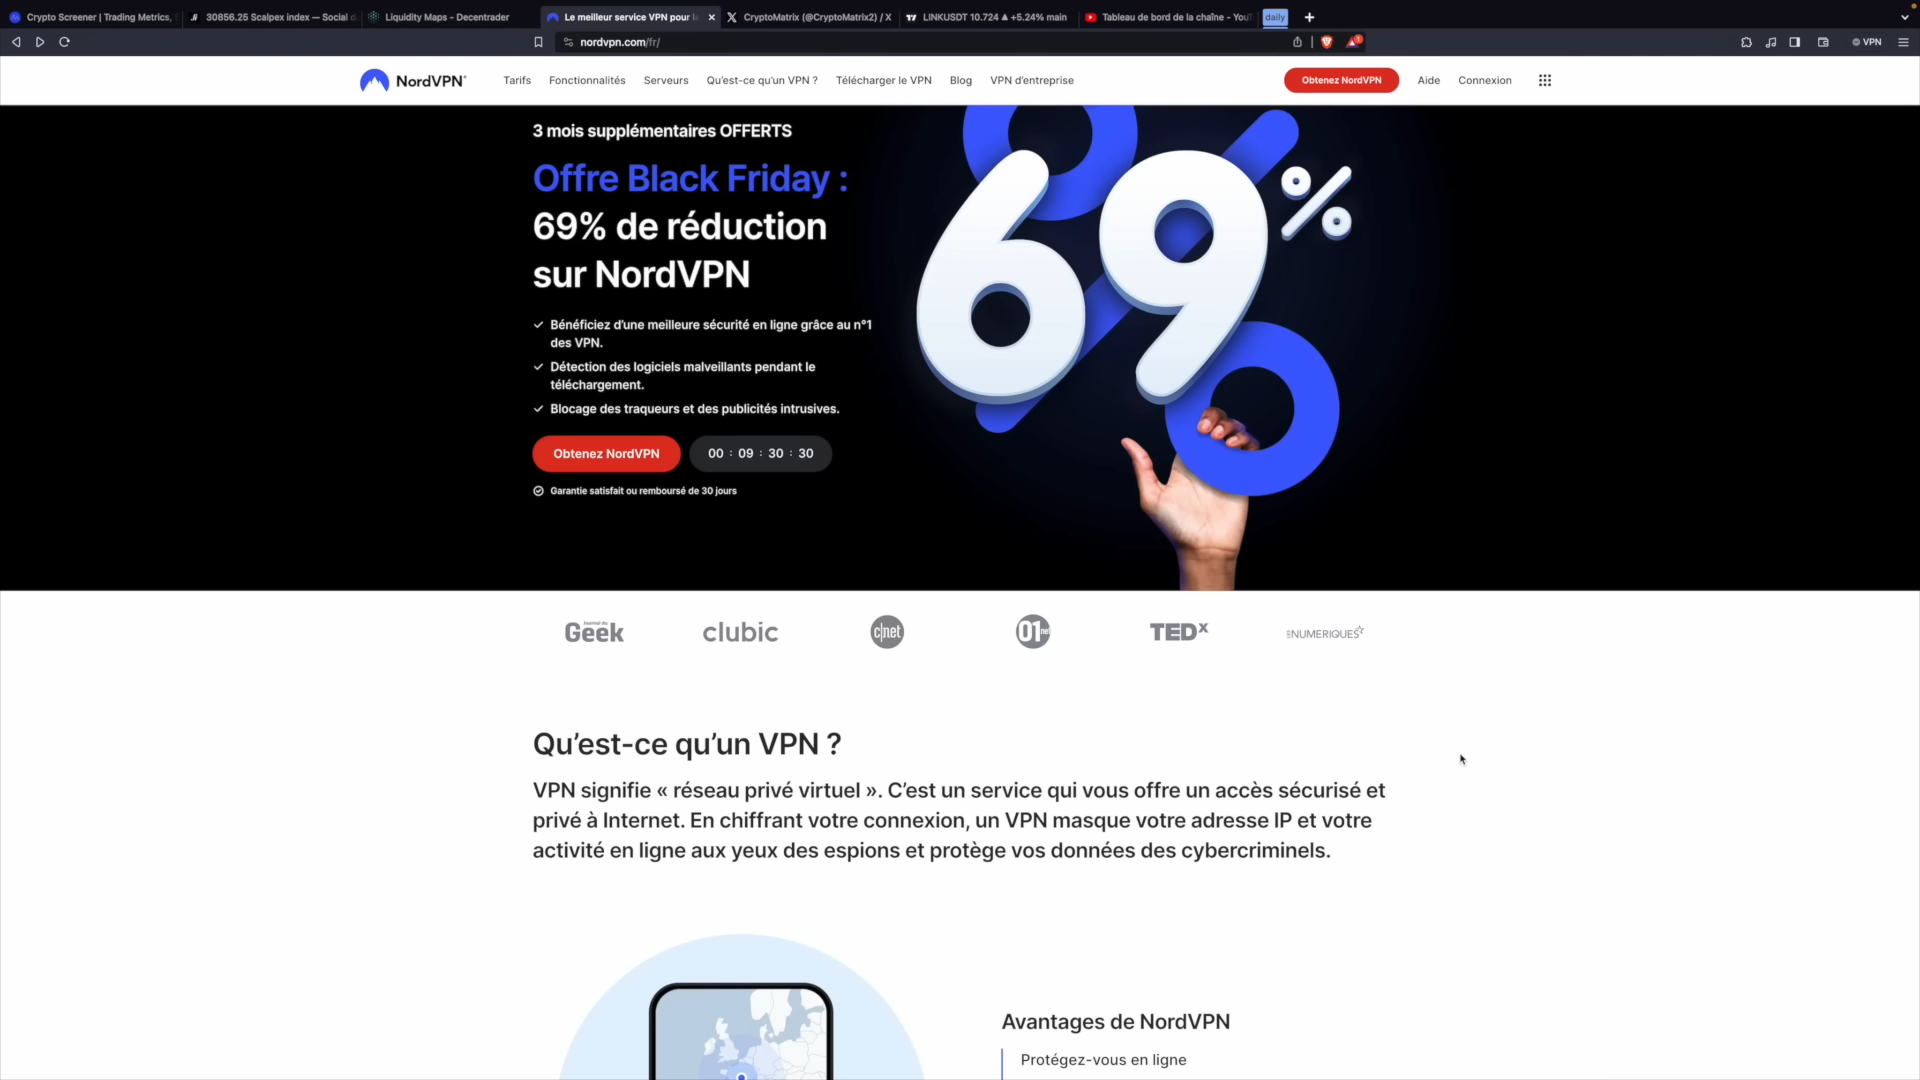 Crypto Screener | Trading Metrics,
30856.25 Scalpex index — Social
Liquidity Maps - Decentrader
Le meilleur service VPN pour
CryptoMatrix (@CryptoMatrix2) / X
LINKUSDT 10.724 ▲ +5.24% main
Tableau de bord de la chaîne - YouT
daily
nordvpn.com/fr/
1
VPN
NordVPN®
Tarifs
Fonctionnalités
Serveurs
Qu'est-ce qu'un VPN ?
Télécharger le VPN
Blog
VPN d'entreprise
Obtenez NordVPN
Aide
Connexion
3 mois supplémentaires OFFERTS
Offre Black Friday :
69% de réduction
sur NordVPN
69%
Bénéficiez d'une meilleure sécurité en ligne grâce au n°1
des VPN.
Détection des logiciels malveillants pendant le
téléchargement.
Blocage des traqueurs et des publicités intrusives.
Obtenez NordVPN
00 : 09 : 30 : 30
Garantie satisfait ou remboursé de 30 jours
Journal du
Geek
clubic
c|net
01net
TEDx
LES NUMERIQUES
Qu'est-ce qu'un VPN ?
VPN signifie « réseau privé virtuel ». C'est un service qui vous offre un accès sécurisé et
privé à Internet. En chiffrant votre connexion, un VPN masque votre adresse IP et votre
activité en ligne aux yeux des espions et protège vos données des cybercriminels.
Avantages de NordVPN
Protégez-vous en ligne